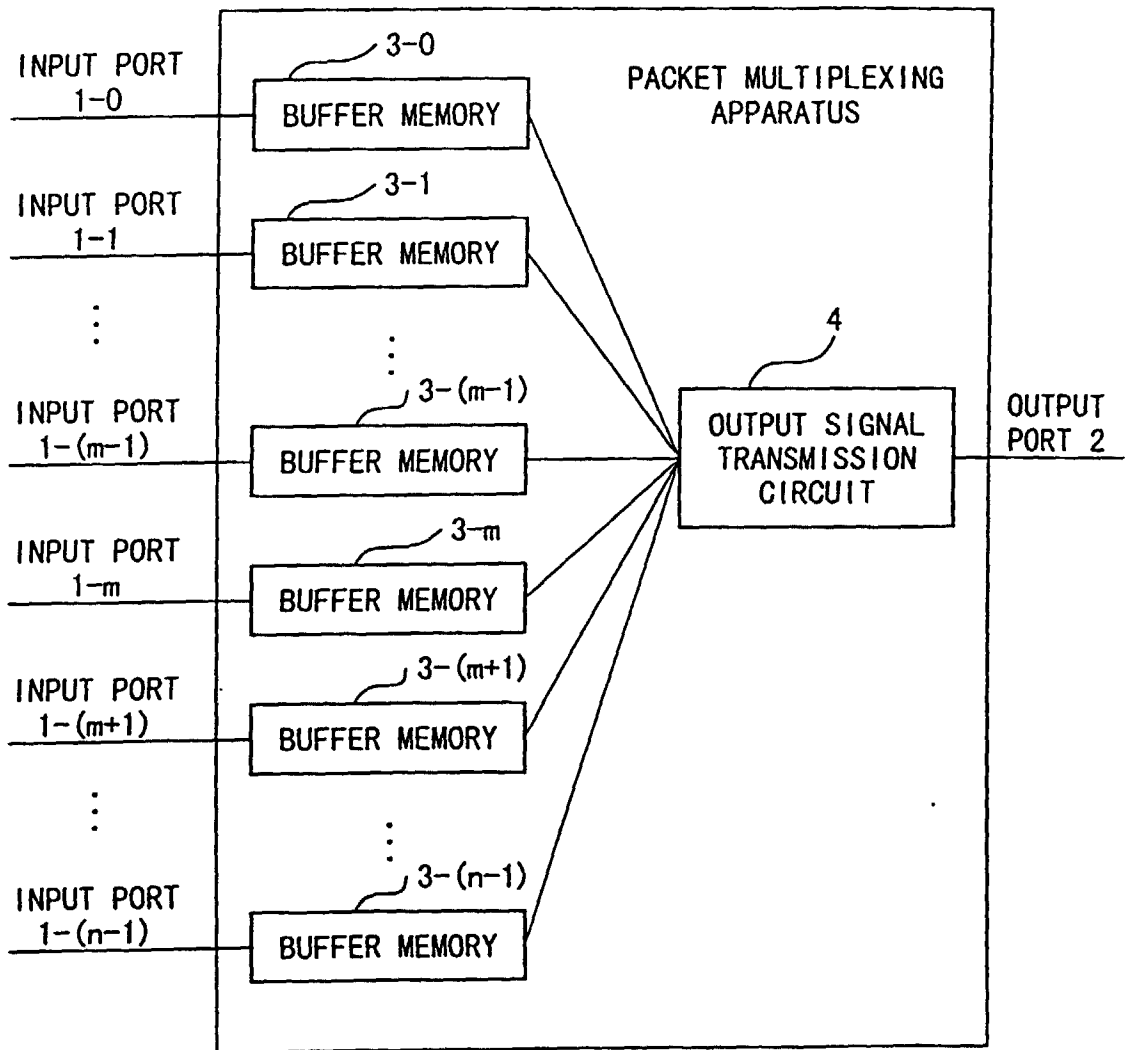 INPUT PORT
1-0
3-0
BUFFER MEMORY
PACKET MULTIPLEXING
APPARATUS
INPUT PORT
1-1
3-1
BUFFER MEMORY
INPUT PORT
1-(m-1)
3-(m-1)
BUFFER MEMORY
4
OUTPUT SIGNAL
TRANSMISSION
CIRCUIT
OUTPUT
PORT 2
INPUT PORT
1-m
3-m
BUFFER MEMORY
INPUT PORT
1-(m+1)
3-(m+1)
BUFFER MEMORY
INPUT PORT
1-(n-1)
3-(n-1)
BUFFER MEMORY